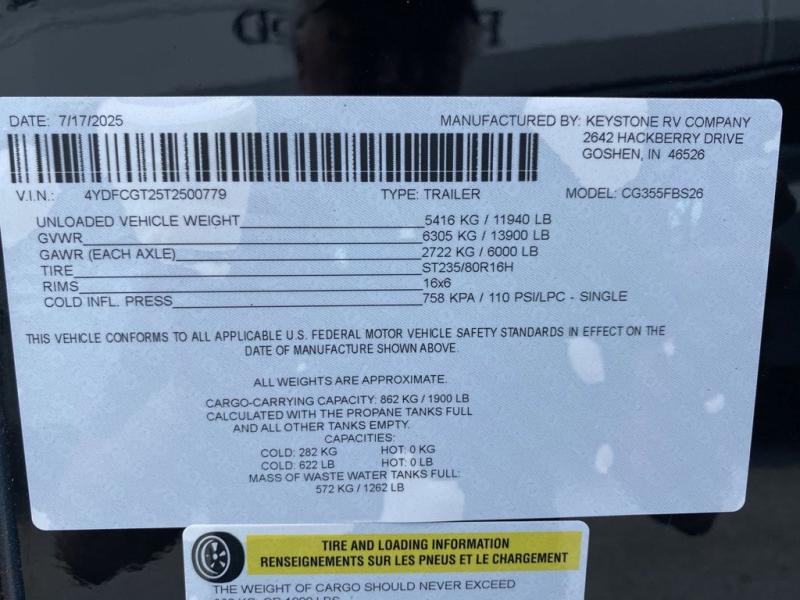 DATE: 7/17/2025
MANUFACTURED BY: KEYSTONE RV COMPANY
2642 HACKBERRY DRIVE
GOSHEN, IN 46526
V.I.N.: 4YDFCGT25T2500779 TYPE: TRAILER MODEL: CG355FBS26
UNLOADED VEHICLE WEIGHT 5416 KG / 11940 LB
GVWR 6305 KG / 13900 LB
GAWR (EACH AXLE) 2722 KG / 6000 LB
TIRE ST235/80R16H
RIMS 16x6
COLD INFL. PRESS 758 KPA / 110 PSI/LPC - SINGLE
THIS VEHICLE CONFORMS TO ALL APPLICABLE U.S. FEDERAL MOTOR VEHICLE SAFETY STANDARDS IN EFFECT ON THE
DATE OF MANUFACTURE SHOWN ABOVE.
ALL WEIGHTS ARE APPROXIMATE.
CARGO-CARRYING CAPACITY: 862 KG / 1900 LB
CALCULATED WITH THE PROPANE TANKS FULL
AND ALL OTHER TANKS EMPTY.
CAPACITIES:
COLD: 282 KG HOT: 0 KG
COLD: 622 LB HOT: 0 LB
MASS OF WASTE WATER TANKS FULL:
572 KG / 1262 LB
TIRE AND LOADING INFORMATION
RENSEIGNEMENTS SUR LES PNEUS ET LE CHARGEMENT
THE WEIGHT OF CARGO SHOULD NEVER EXCEED